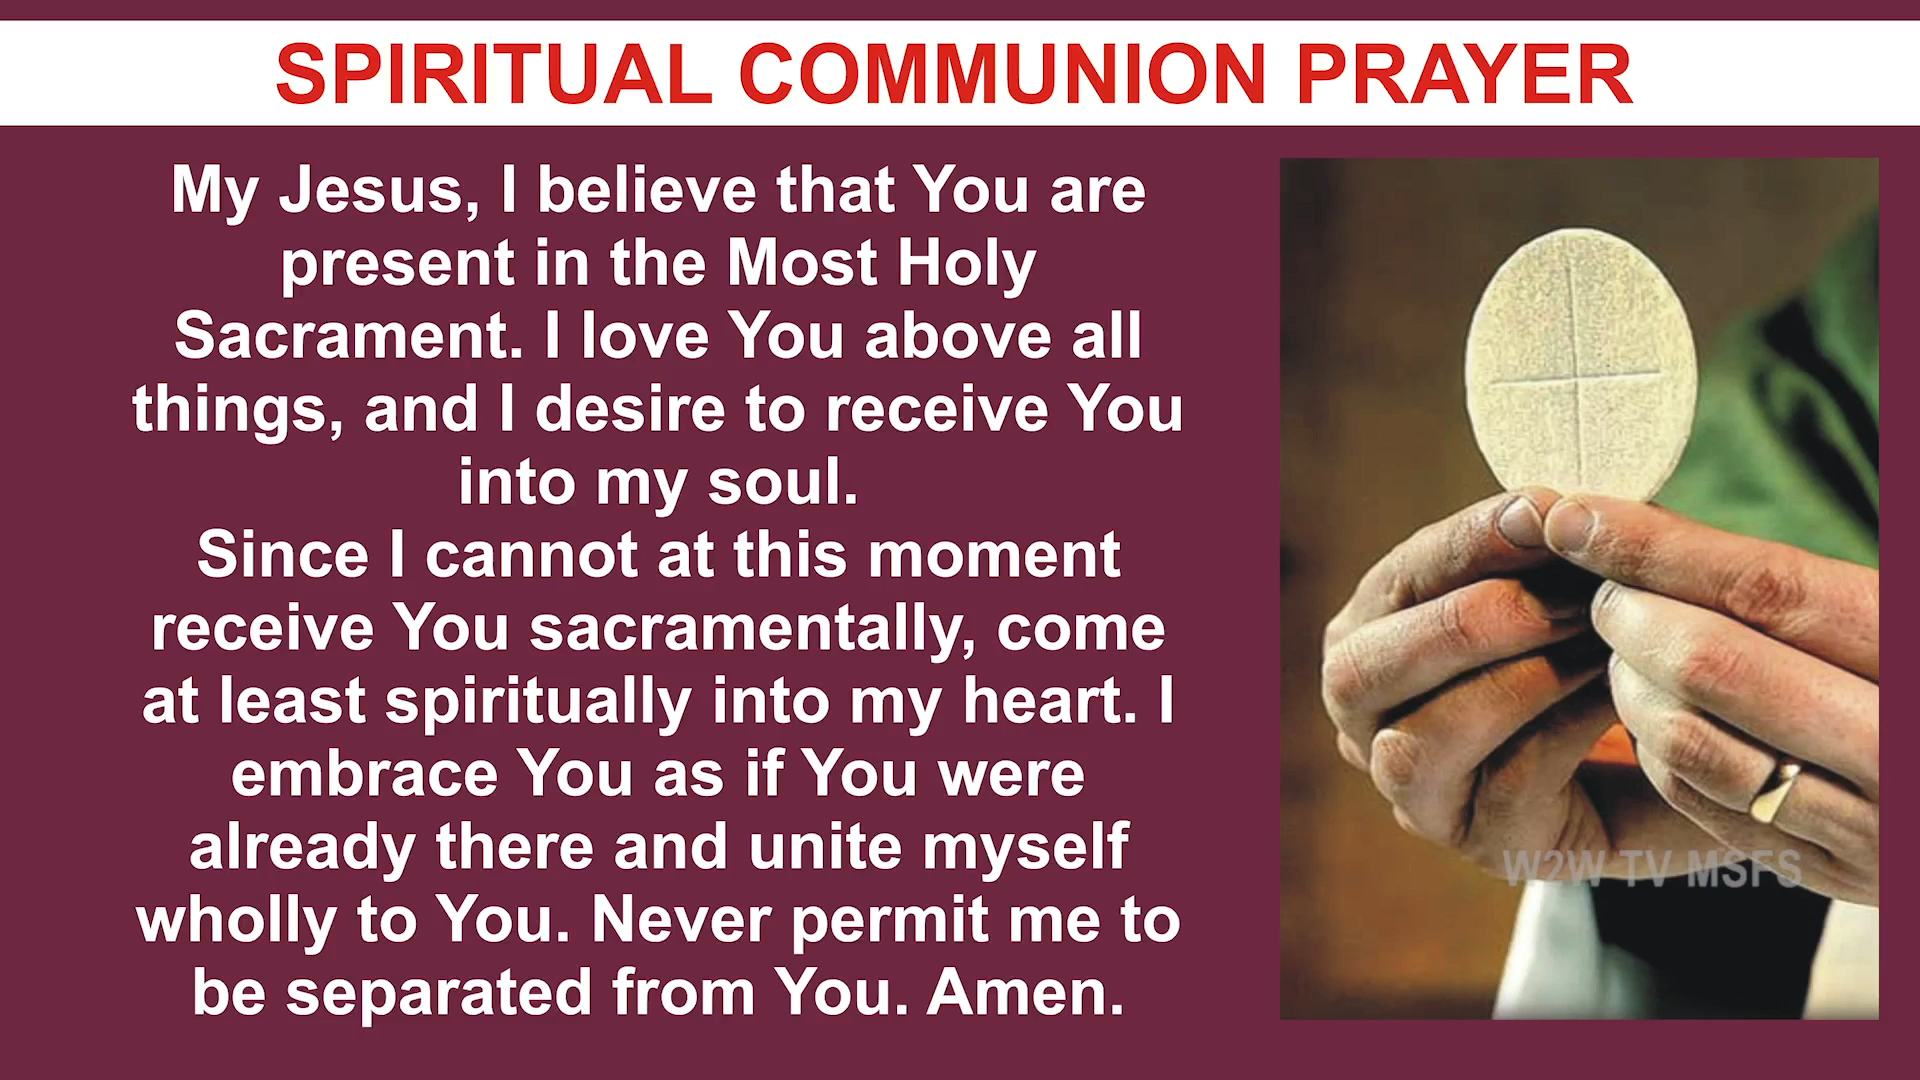 SPIRITUAL COMMUNION PRAYER
My Jesus, I believe that You are
present in the Most Holy
Sacrament. I love You above all
things, and I desire to receive You
into my soul.
Since I cannot at this moment
receive You sacramentally, come
at least spiritually into my heart. I
embrace You as if You were
already there and unite myself
wholly to You. Never permit me to
be separated from You. Amen.
W2W TV MSFS